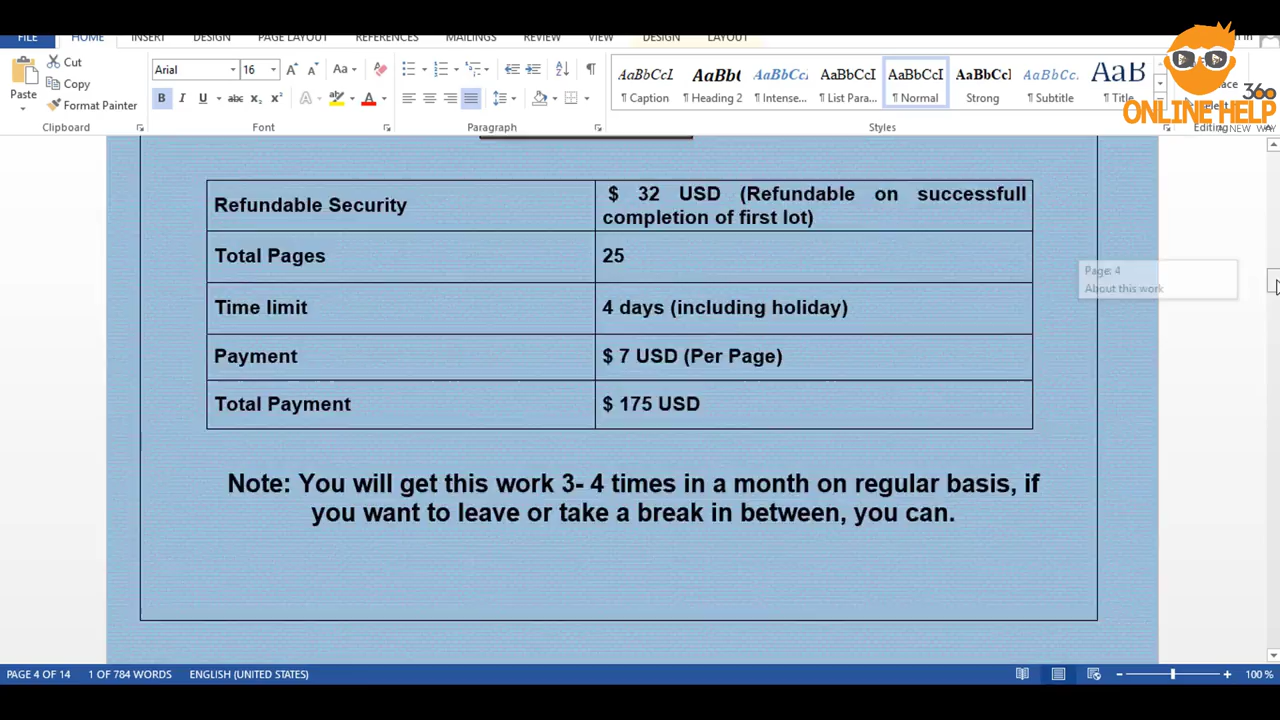 FILE HOME INSERT DESIGN PAGE LAYOUT REFERENCES MAILINGS REVIEW VIEW DESIGN LAYOUT
Cut
Copy
Format Painter
Paste
Arial 16
Clipboard Font Paragraph Styles Editing
AaBbCcL AaBbC AaBbCc AaBbCcI AaBbCcI AaBbCcI AaBbCc AaB
¶ Caption ¶ Heading 2 ¶ Intense... ¶ List Para... ¶ Normal Strong ¶ Subtitle ¶ Title
360
ONLINE HELP
A NEW WAY
Refundable Security $ 32 USD (Refundable on successfull
completion of first lot)
Total Pages 25
Time limit 4 days (including holiday)
Payment $ 7 USD (Per Page)
Total Payment $ 175 USD
Page: 4
About this work
Note: You will get this work 3- 4 times in a month on regular basis, if
you want to leave or take a break in between, you can.
PAGE 4 OF 14 1 OF 784 WORDS ENGLISH (UNITED STATES) 100 %